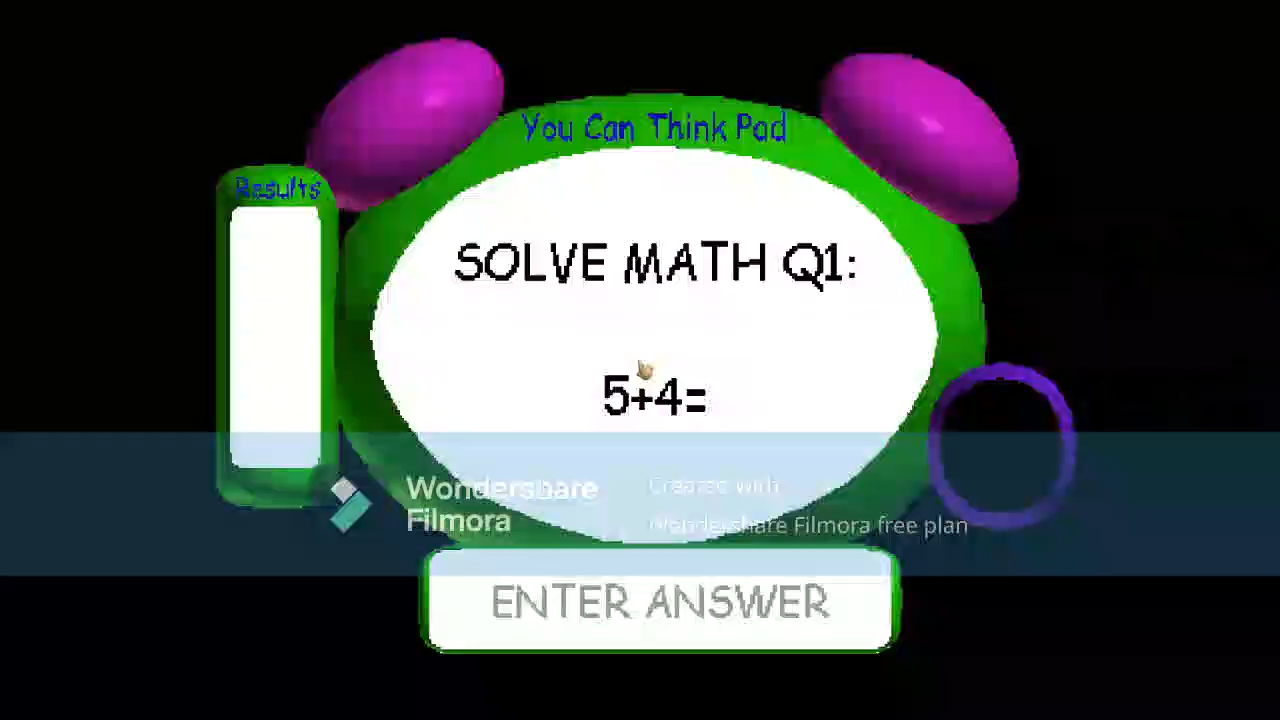 You Can Think Pad
Results
SOLVE MATH Q1:
5+4=
Wondershare
Filmora
Created with
Wondershare Filmora free plan
ENTER ANSWER